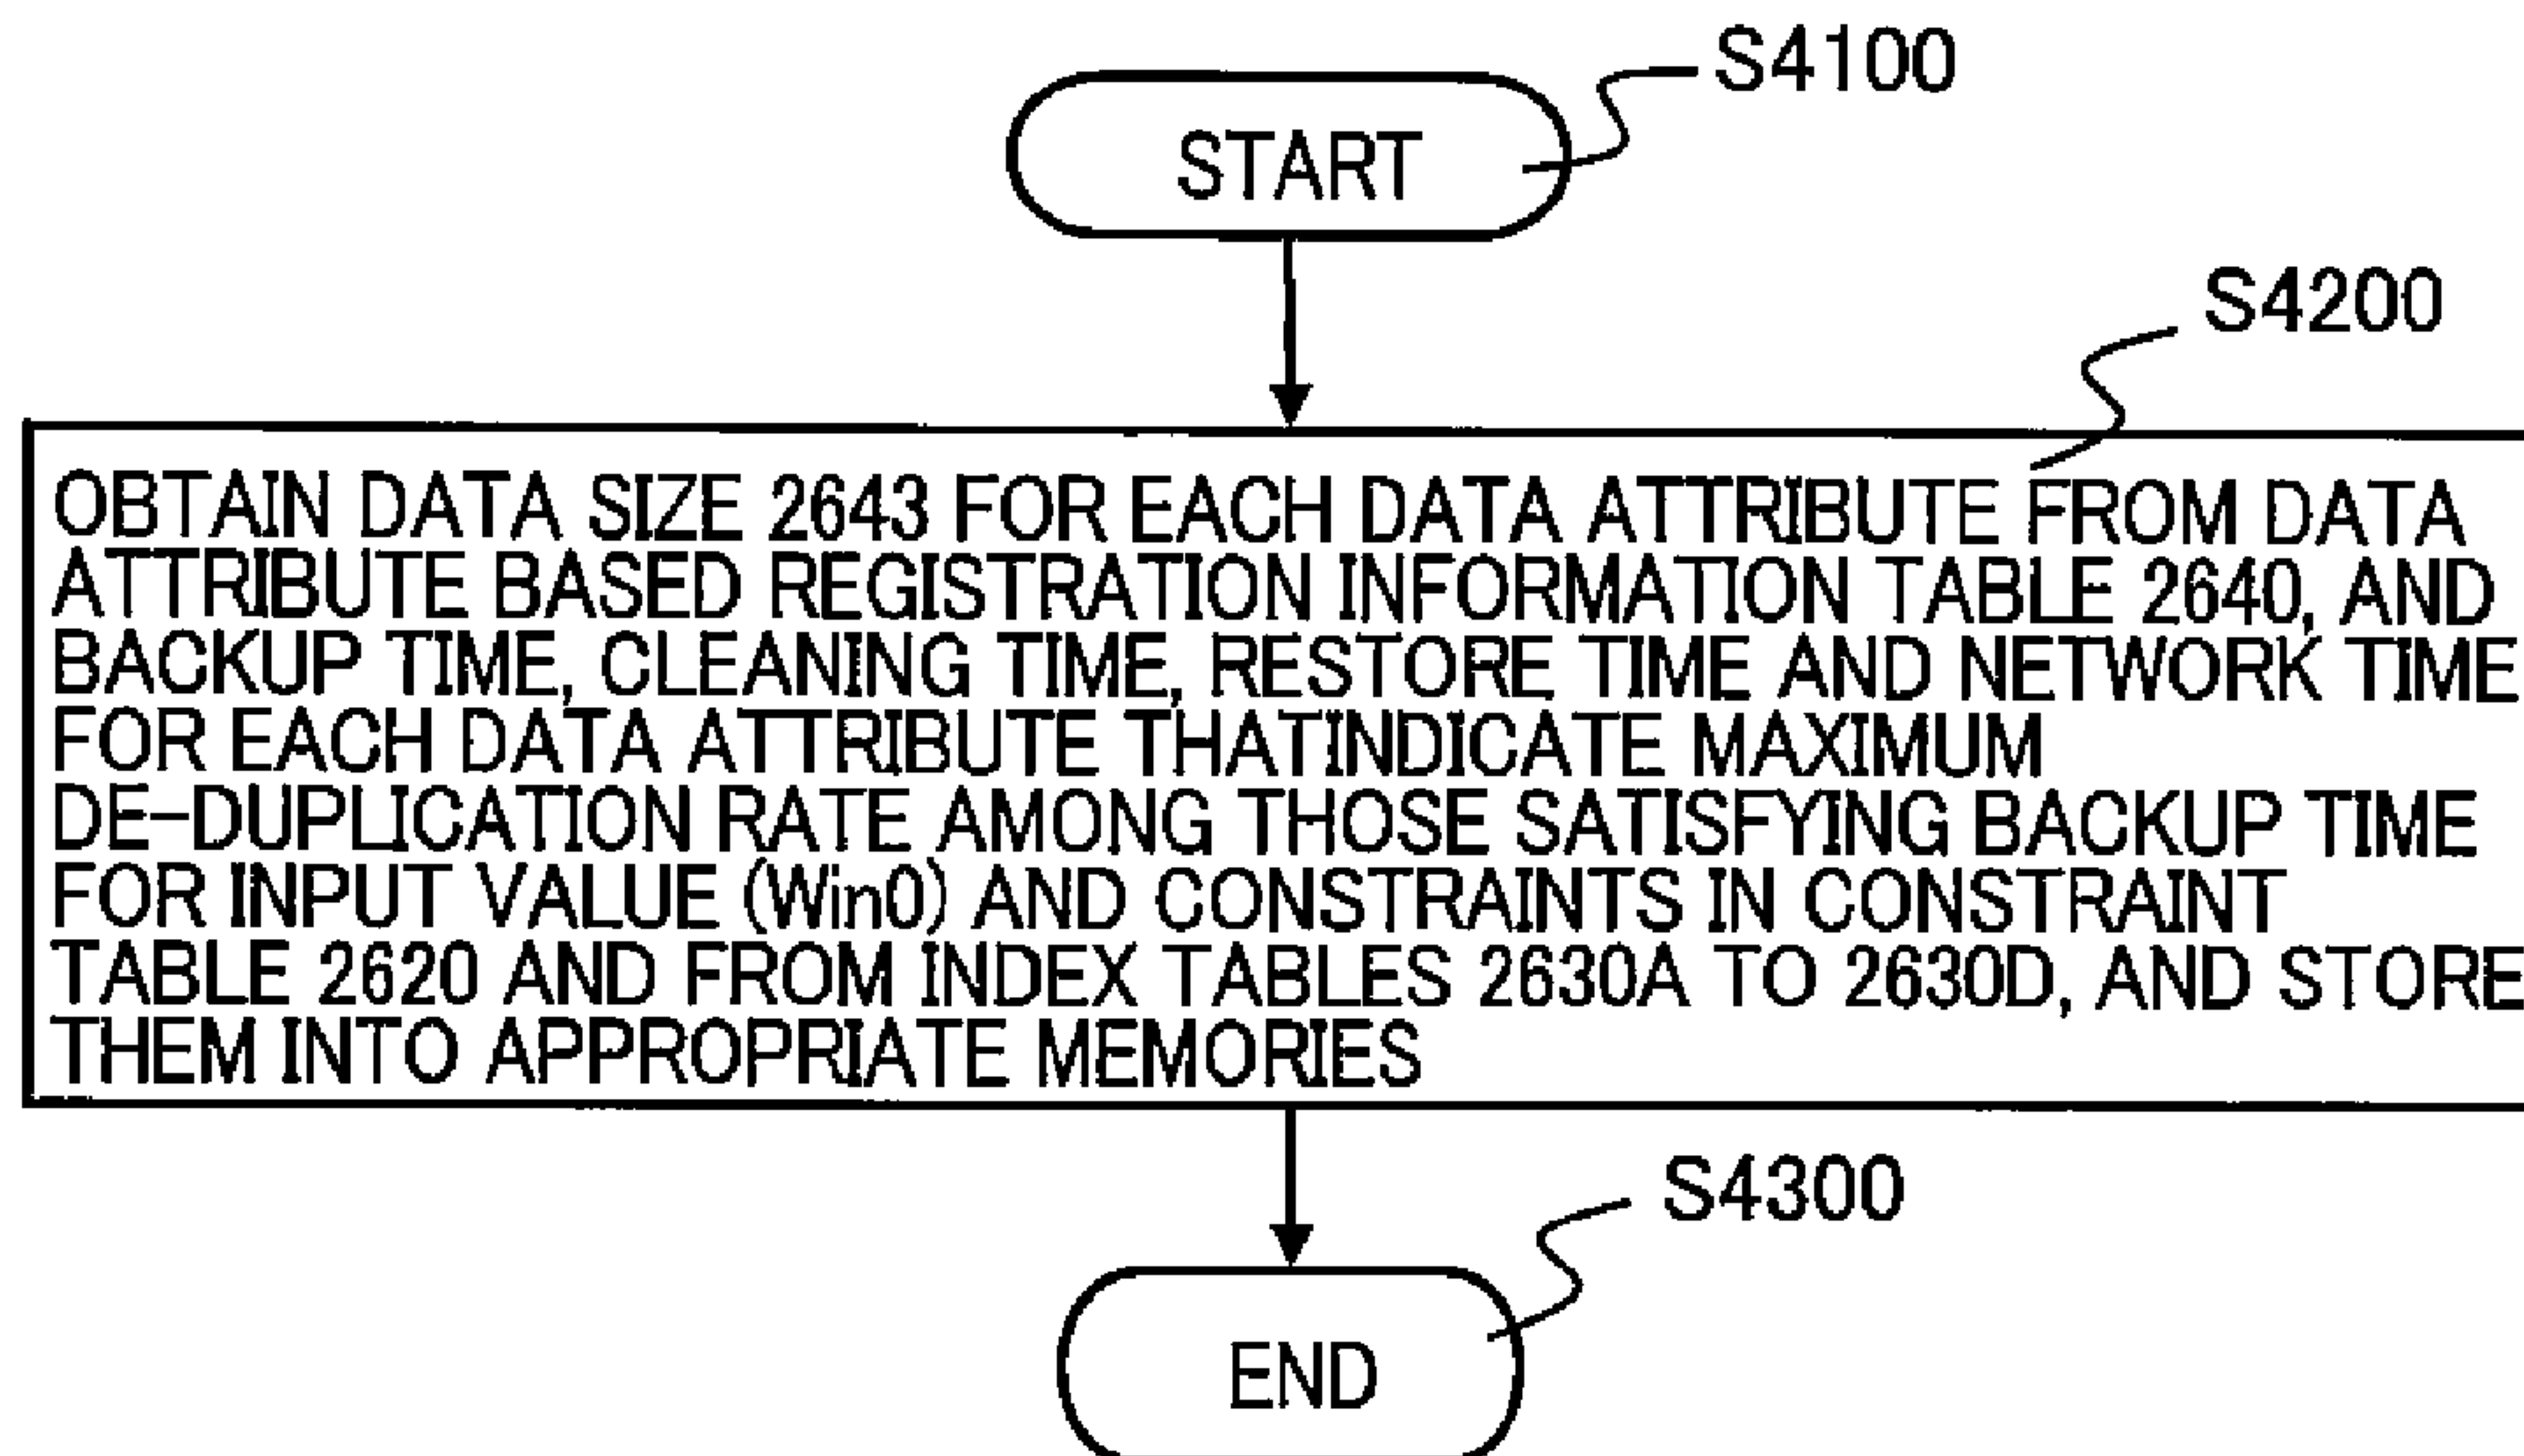 S4100
START
S4200
OBTAIN DATA SIZE 2643 FOR EACH DATA ATTRIBUTE FROM DATA
ATTRIBUTE BASED REGISTRATION INFORMATION TABLE 2640, AND
BACKUP TIME, CLEANING TIME, RESTORE TIME AND NETWORK TIME
FOR EACH DATA ATTRIBUTE THATINDICATE MAXIMUM
DE-DUPLICATION RATE AMONG THOSE SATISFYING BACKUP TIME
FOR INPUT VALUE (Win0) AND CONSTRAINTS IN CONSTRAINT
TABLE 2620 AND FROM INDEX TABLES 2630A TO 2630D, AND STORE
THEM INTO APPROPRIATE MEMORIES
S4300
END